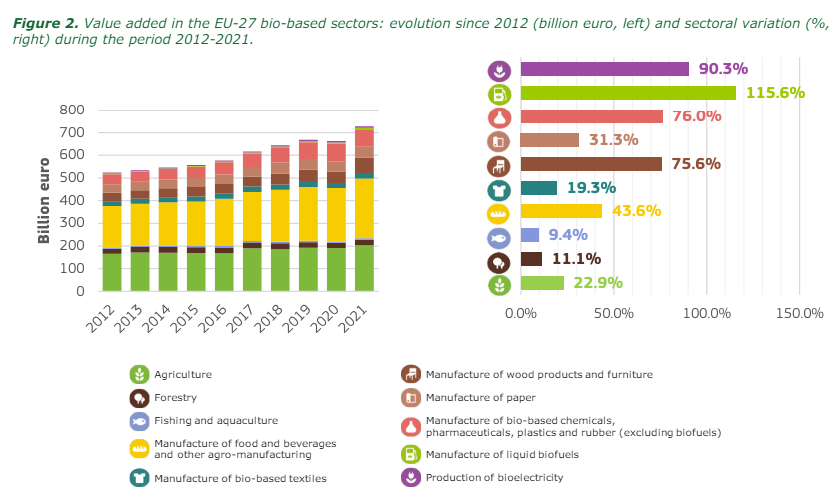 Figure 2. Value added in the EU-27 bio-based sectors: evolution since 2012 (billion euro, left) and sectoral variation (%,
right) during the period 2012-2021.
Billion euro
800
700
600
500
400
300
200
100
0
2012
2013
2014
2015
2016
2017
2018
2019
2020
2021
90.3%
115.6%
76.0%
31.3%
75.6%
19.3%
43.6%
9.4%
11.1%
22.9%
0.0%
50.0%
100.0%
150.0%
Agriculture
Forestry
Fishing and aquaculture
Manufacture of food and beverages
and other agro-manufacturing
Manufacture of bio-based textiles
Manufacture of wood products and furniture
Manufacture of paper
Manufacture of bio-based chemicals,
pharmaceuticals, plastics and rubber (excluding biofuels)
Manufacture of liquid biofuels
Production of bioelectricity